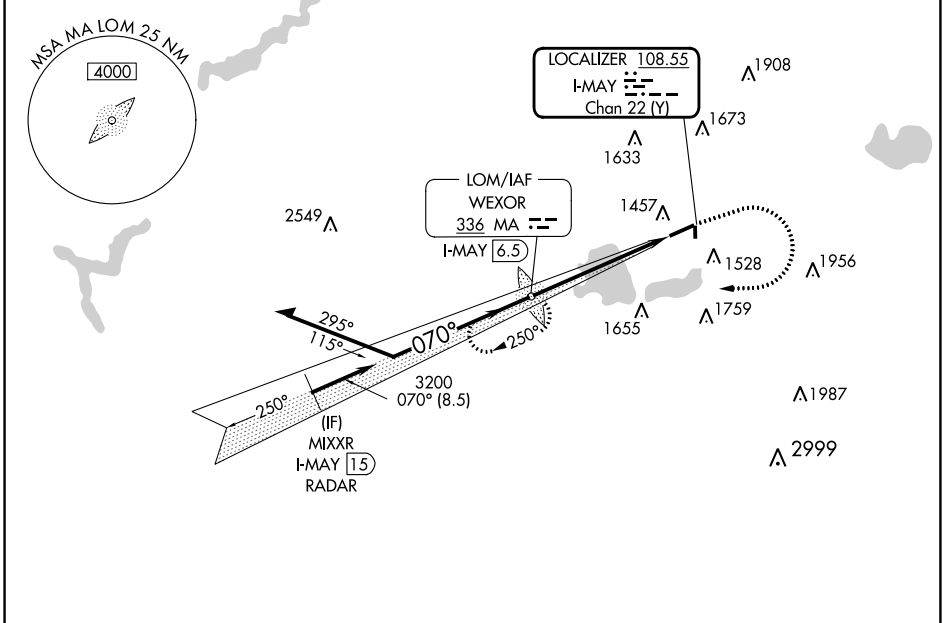 MSA MA LOM 25 NM
4000
LOCALIZER 108.55
I-MAY
Chan 22 (Y)
1908
1673
1633
LOM/IAF
WEXOR
336 MA
I-MAY 6.5
2549
1457
1528
1956
1655
1759
295°
115°
070°
250°
250°
3200
070° (8.5)
(IF)
MIXXR
I-MAY 15
RADAR
1987
2999